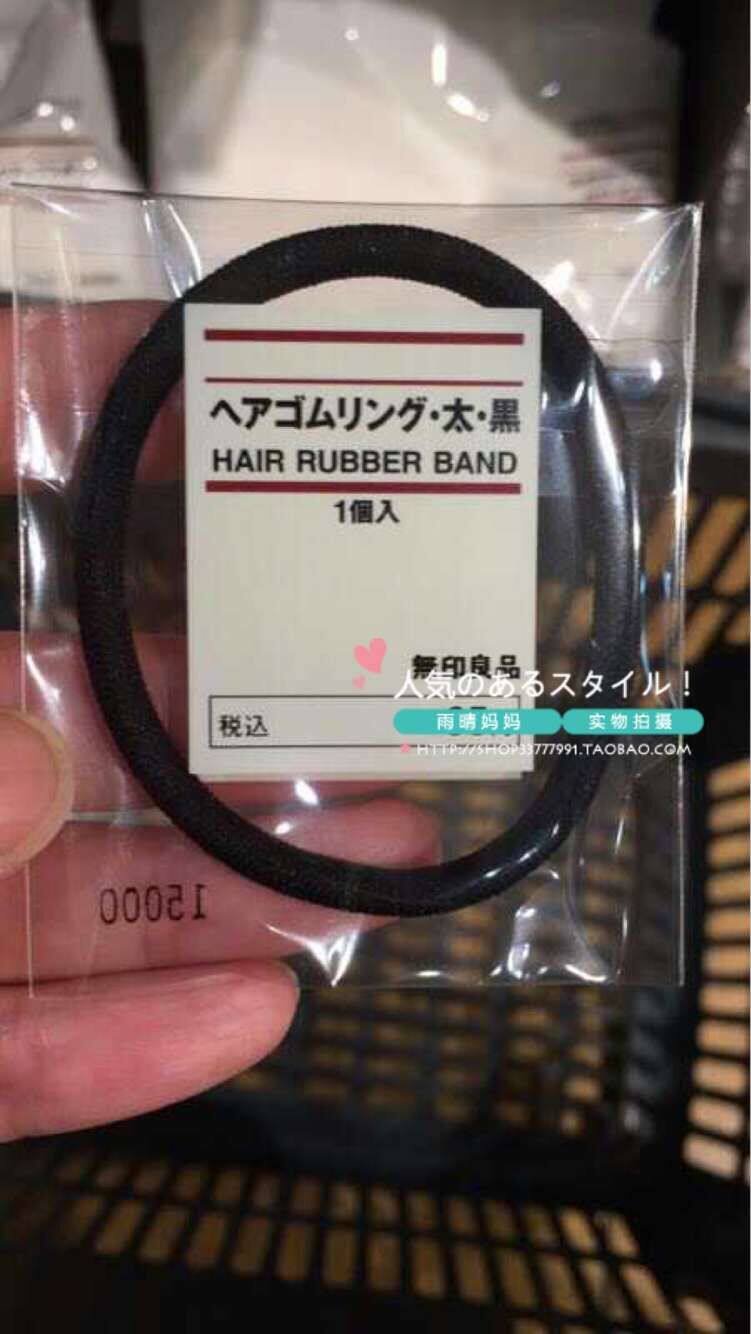 ヘアゴムリング・太・黒
HAIR RUBBER BAND
1個入
無印良品
人気のあるスタイル！
税込
雨晴妈妈 实物拍摄
HTTP://SHOP33777991.TAOBAO.COM
15000